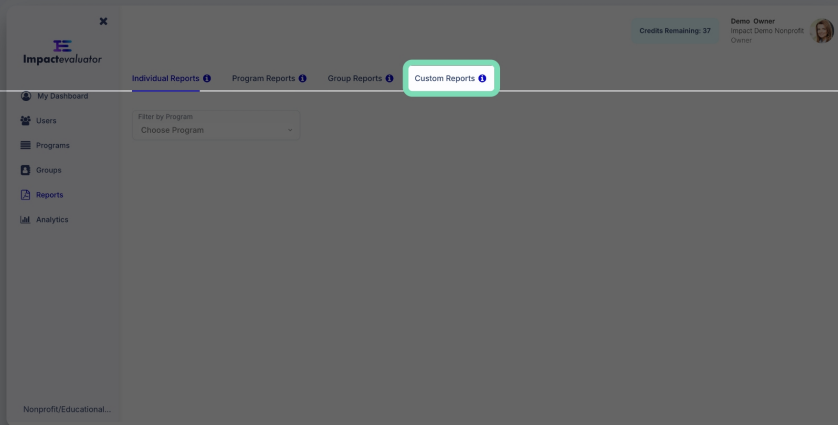 Impactevaluator
My Dashboard
Users
Programs
Groups
Reports
Analytics
Nonprofit/Educational...
Credits Remaining: 37
Demo Owner
Impact Demo Nonprofit
Owner
Individual Reports
Program Reports
Group Reports
Custom Reports
Filter by Program
Choose Program